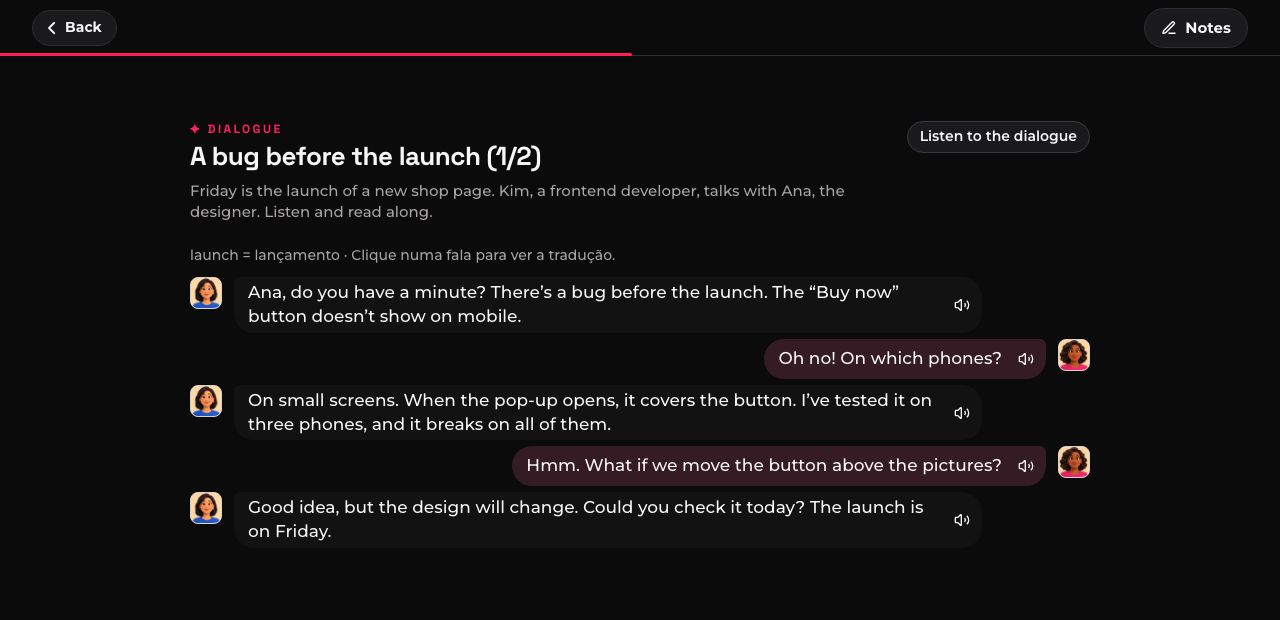 Back
Notes
DIALOGUE
A bug before the launch (1/2)
Listen to the dialogue
Friday is the launch of a new shop page. Kim, a frontend developer, talks with Ana, the
designer. Listen and read along.
launch = lançamento · Clique numa fala para ver a tradução.
Ana, do you have a minute? There’s a bug before the launch. The “Buy now”
button doesn’t show on mobile.
Oh no! On which phones?
On small screens. When the pop-up opens, it covers the button. I’ve tested it on
three phones, and it breaks on all of them.
Hmm. What if we move the button above the pictures?
Good idea, but the design will change. Could you check it today? The launch is
on Friday.